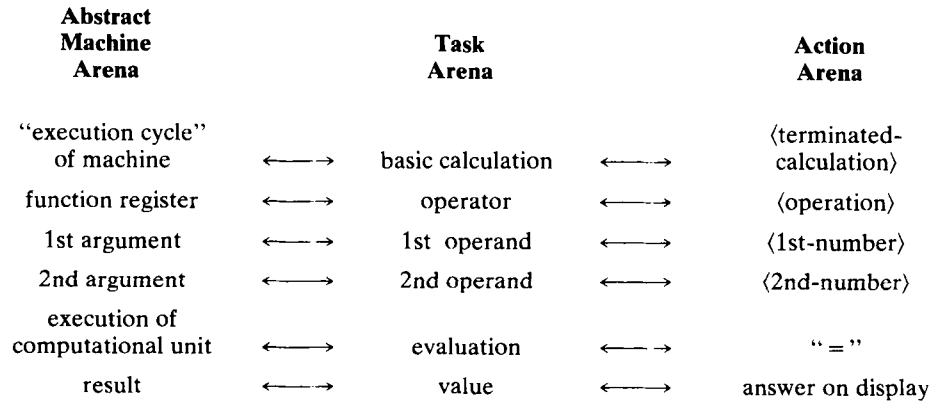 Abstract
Machine Task Action
Arena Arena Arena
“execution cycle” ⟨terminated-
of machine ←—→ basic calculation ←—→ calculation⟩
function register ←—→ operator ←—→ ⟨operation⟩
1st argument ←—→ 1st operand ←—→ ⟨1st-number⟩
2nd argument ←—→ 2nd operand ←—→ ⟨2nd-number⟩
execution of
computational unit ←—→ evaluation ←—→ “=”
result ←—→ value ←—→ answer on display